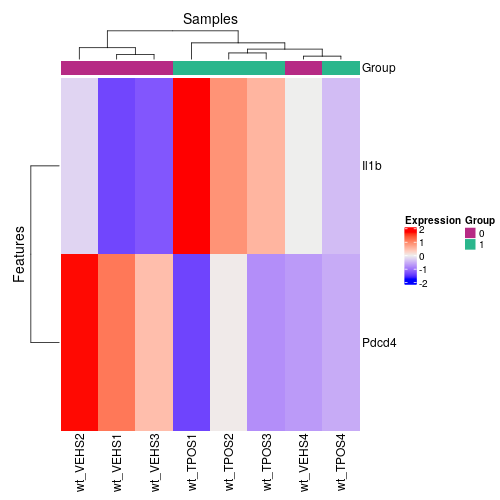 Samples
Group
Il1b
Features
Pdcd4
Expression
2
1
0
-1
-2
Group
0
1
wt_VEHS2
wt_VEHS1
wt_VEHS3
wt_TPOS1
wt_TPOS2
wt_TPOS3
wt_VEHS4
wt_TPOS4